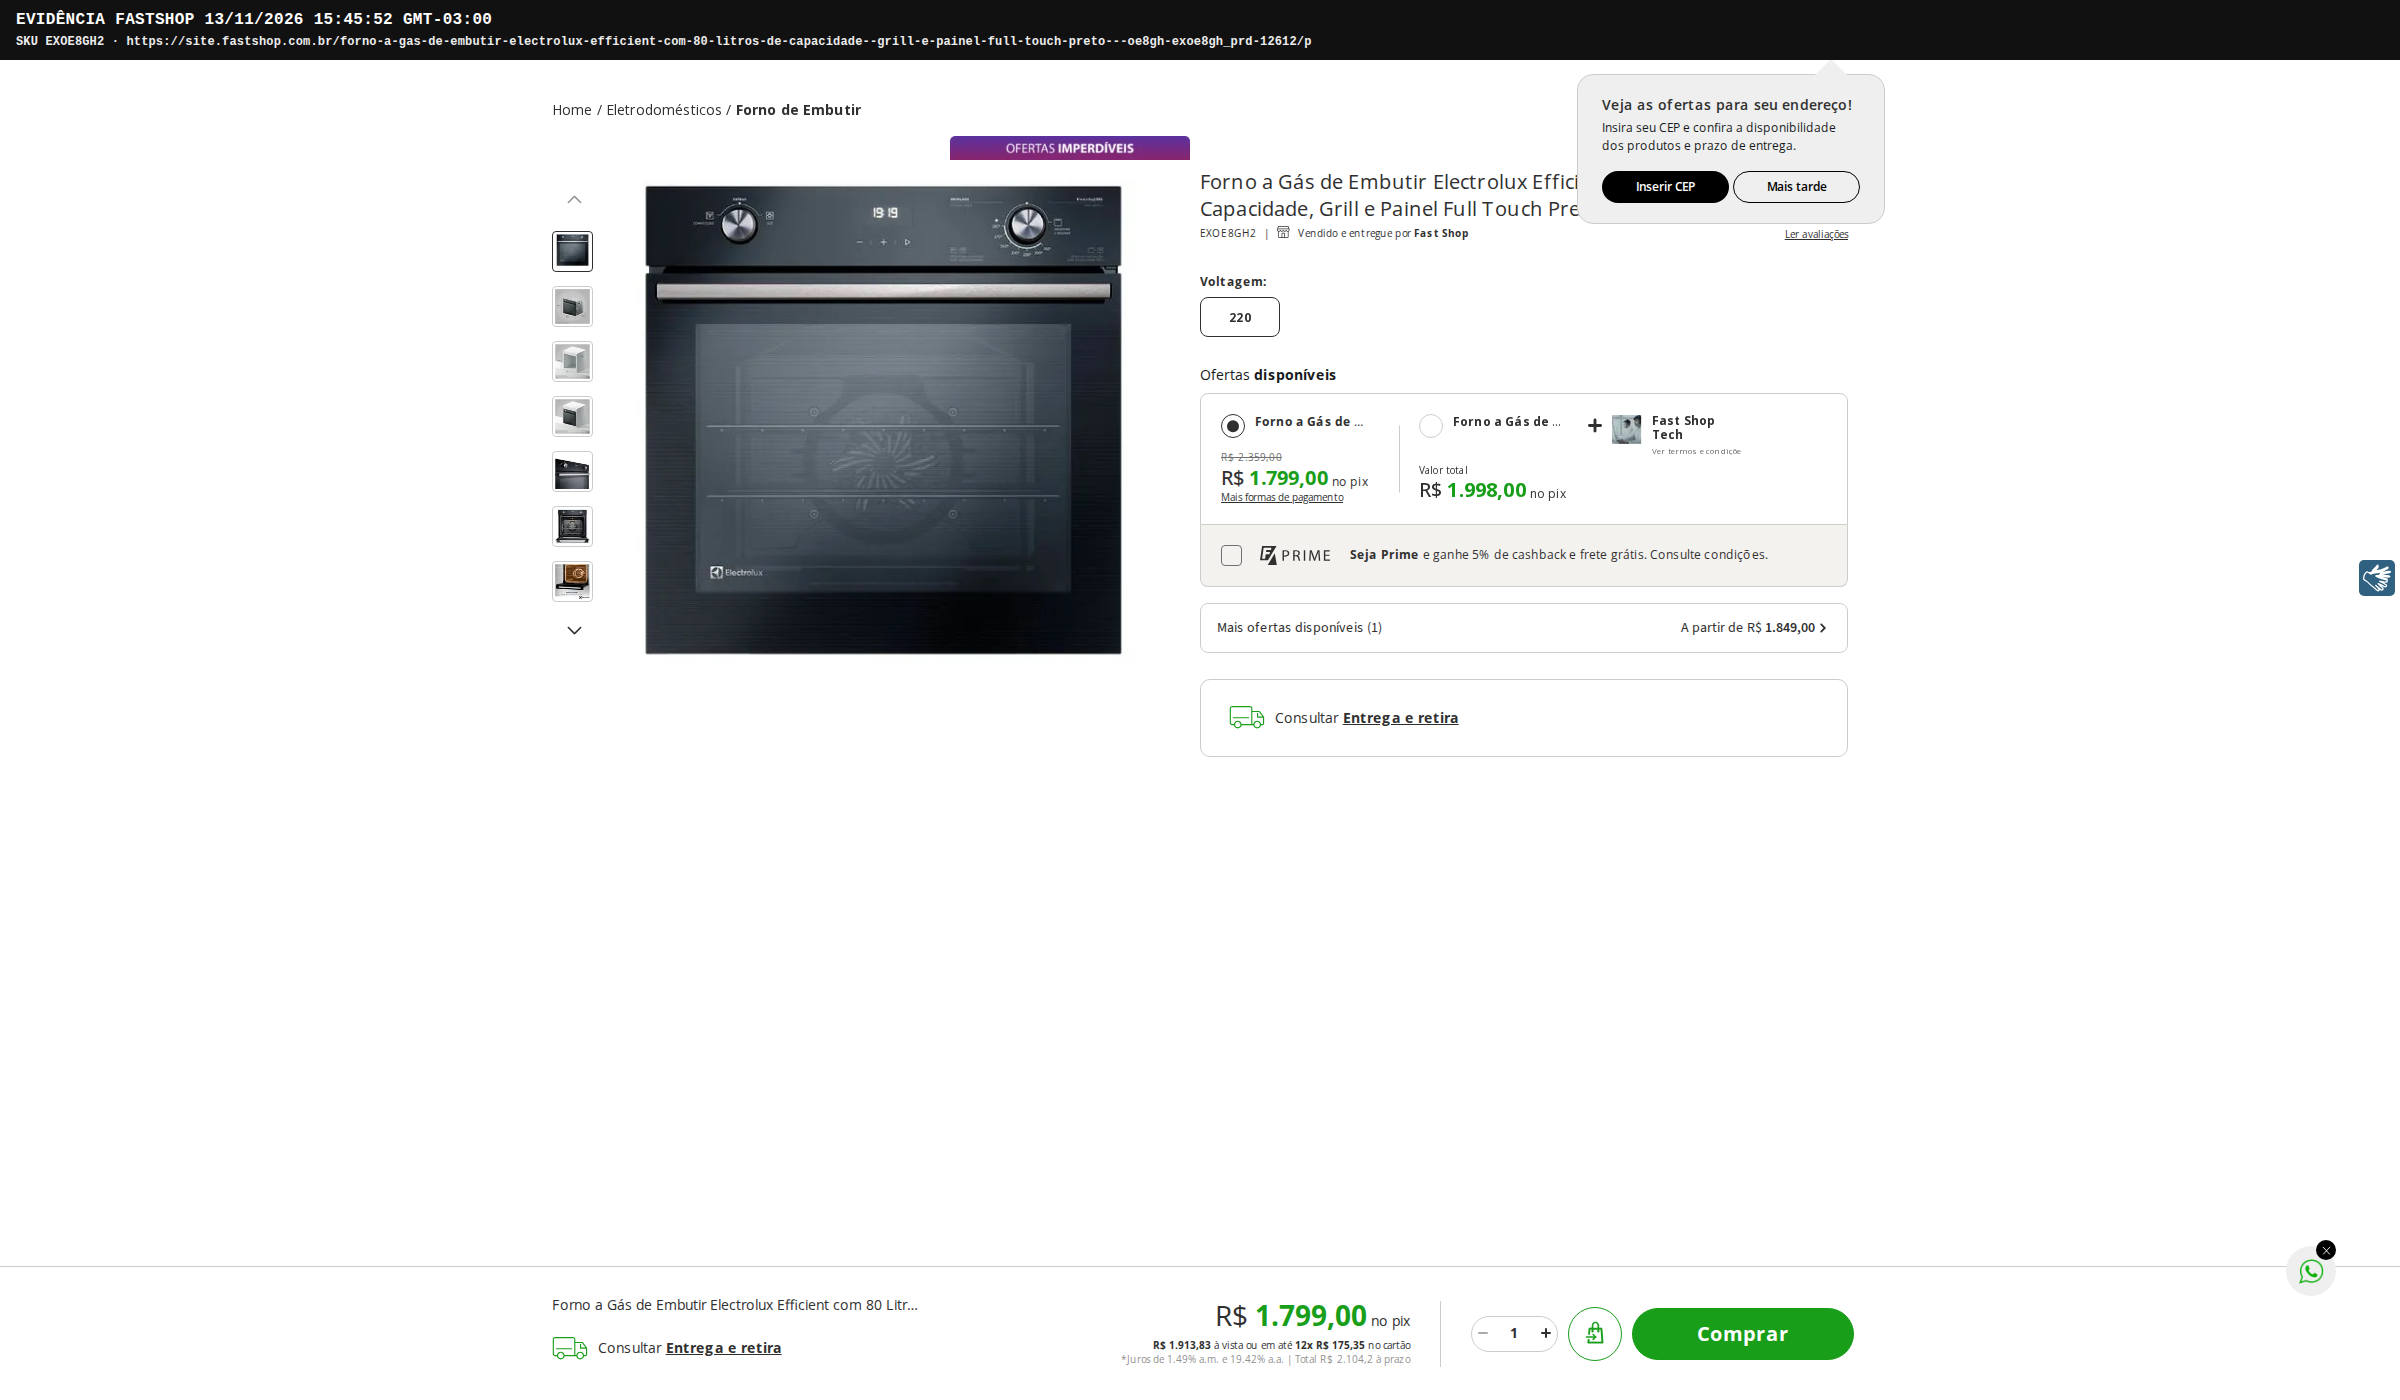 EVIDÊNCIA FASTSHOP 13/11/2026 15:45:52 GMT-03:00
SKU EXOE8GH2 · https://site.fastshop.com.br/forno-a-gas-de-embutir-electrolux-efficient-com-80-litros-de-capacidade--grill-e-painel-full-touch-preto---oe8gh-exoe8gh_prd-12612/p
Home / Eletrodomésticos / Forno de Embutir
Veja as ofertas para seu endereço!
Insira seu CEP e confira a disponibilidade
dos produtos e prazo de entrega.
Inserir CEP
Mais tarde
OFERTAS IMPERDÍVEIS
19:19
Electrolux
Forno a Gás de Embutir Electrolux Effici
Capacidade, Grill e Painel Full Touch Pre
EXOE8GH2 | Vendido e entregue por Fast Shop
Ler avaliações
Voltagem:
220
Ofertas disponíveis
Forno a Gás de ...
R$ 2.359,00
R$ 1.799,00 no pix
Mais formas de pagamento
Forno a Gás de ...
+
Fast Shop
Tech
Ver termos e condiçõe
Valor total
R$ 1.998,00 no pix
PRIME
Seja Prime e ganhe 5% de cashback e frete grátis. Consulte condições.
Mais ofertas disponíveis (1)
A partir de R$ 1.849,00
Consultar Entrega e retira
Forno a Gás de Embutir Electrolux Efficient com 80 Litr...
Consultar Entrega e retira
R$ 1.799,00 no pix
R$ 1.913,83 à vista ou em até 12x R$ 175,35 no cartão
*Juros de 1.49% a.m. e 19.42% a.a. | Total R$ 2.104,2 à prazo
1
Comprar